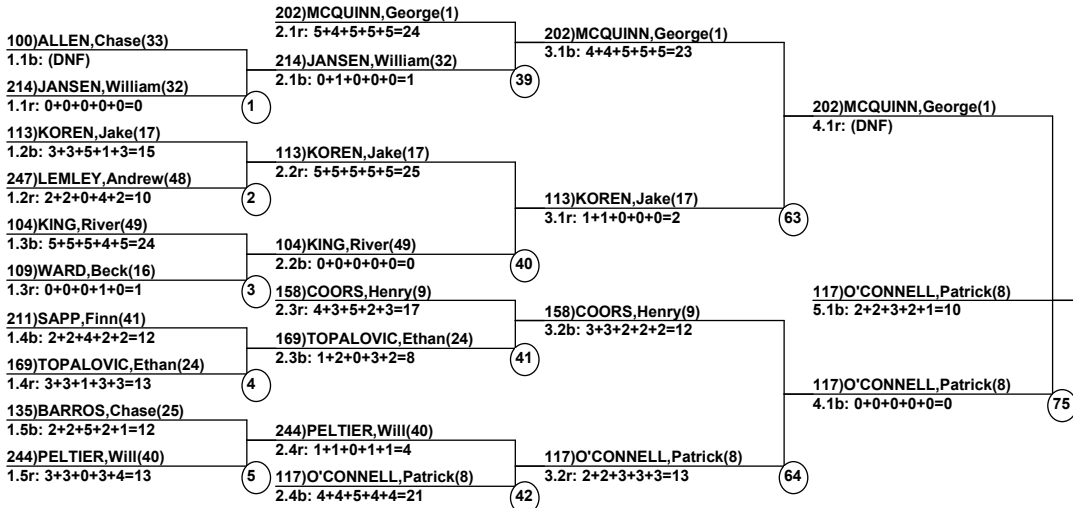 100)ALLEN,Chase(33)
1.1b: (DNF)
214)JANSEN,William(32)
1.1r: 0+0+0+0+0=0
1
113)KOREN,Jake(17)
1.2b: 3+3+5+1+3=15
247)LEMLEY,Andrew(48)
1.2r: 2+2+0+4+2=10
2
104)KING,River(49)
1.3b: 5+5+5+4+5=24
109)WARD,Beck(16)
1.3r: 0+0+0+1+0=1
3
211)SAPP,Finn(41)
1.4b: 2+2+4+2+2=12
169)TOPALOVIC,Ethan(24)
1.4r: 3+3+1+3+3=13
4
135)BARROS,Chase(25)
1.5b: 2+2+5+2+1=12
244)PELTIER,Will(40)
1.5r: 3+3+0+3+4=13
5
202)MCQUINN,George(1)
2.1r: 5+4+5+5+5=24
214)JANSEN,William(32)
2.1b: 0+1+0+0+0=1
39
113)KOREN,Jake(17)
2.2r: 5+5+5+5+5=25
104)KING,River(49)
2.2b: 0+0+0+0+0=0
40
158)COORS,Henry(9)
2.3r: 4+3+5+2+3=17
169)TOPALOVIC,Ethan(24)
2.3b: 1+2+0+3+2=8
41
244)PELTIER,Will(40)
2.4r: 1+1+0+1+1=4
117)O'CONNELL,Patrick(8)
2.4b: 4+4+5+4+4=21
42
202)MCQUINN,George(1)
3.1b: 4+4+5+5+5=23
113)KOREN,Jake(17)
3.1r: 1+1+0+0+0=2
63
158)COORS,Henry(9)
3.2b: 3+3+2+2+2=12
117)O'CONNELL,Patrick(8)
3.2r: 2+2+3+3+3=13
64
202)MCQUINN,George(1)
4.1r: (DNF)
117)O'CONNELL,Patrick(8)
4.1b: 0+0+0+0+0=0
75
117)O'CONNELL,Patrick(8)
5.1b: 2+2+3+2+1=10